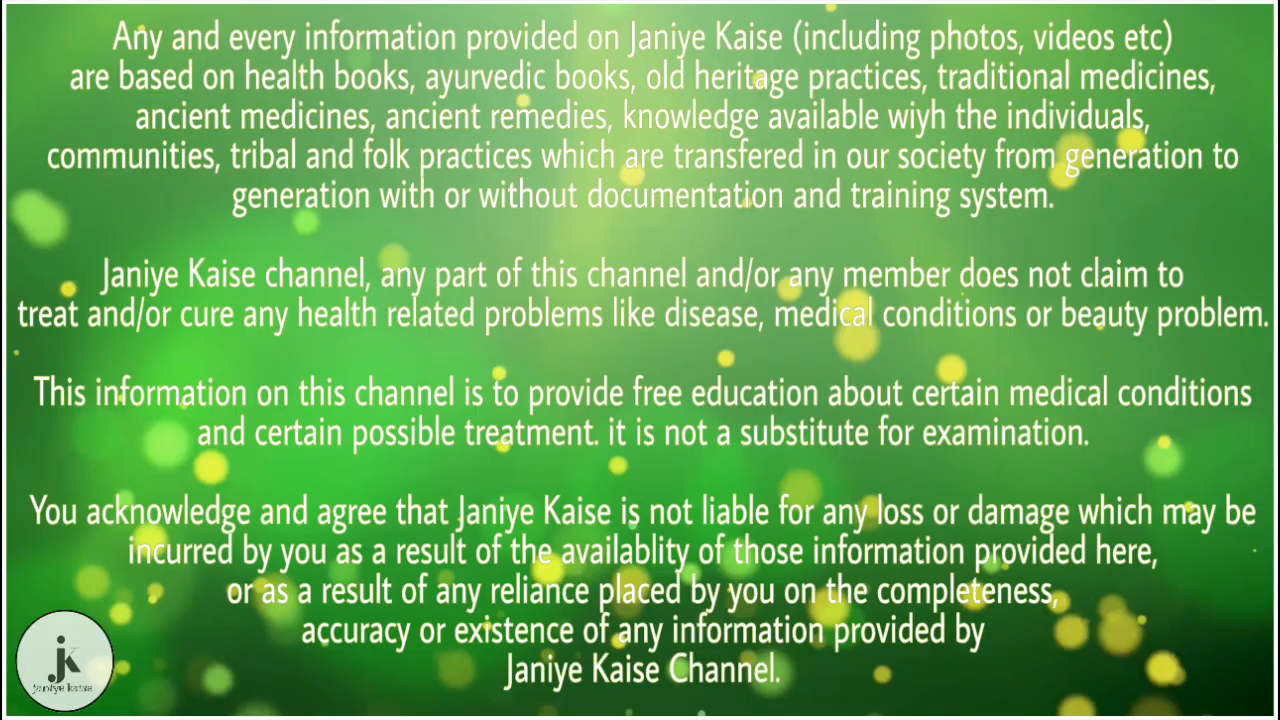 Any and every information provided on Janiye Kaise (including photos, videos etc)
are based on health books, ayurvedic books, old heritage practices, traditional medicines,
ancient medicines, ancient remedies, knowledge available wiyh the individuals,
communities, tribal and folk practices which are transfered in our society from generation to
generation with or without documentation and training system.
Janiye Kaise channel, any part of this channel and/or any member does not claim to
treat and/or cure any health related problems like disease, medical conditions or beauty problem.
This information on this channel is to provide free education about certain medical conditions
and certain possible treatment. it is not a substitute for examination.
You acknowledge and agree that Janiye Kaise is not liable for any loss or damage which may be
incurred by you as a result of the availablity of those information provided here,
or as a result of any reliance placed by you on the completeness,
accuracy or existence of any information provided by
Janiye Kaise Channel.
jk
janiye kaise